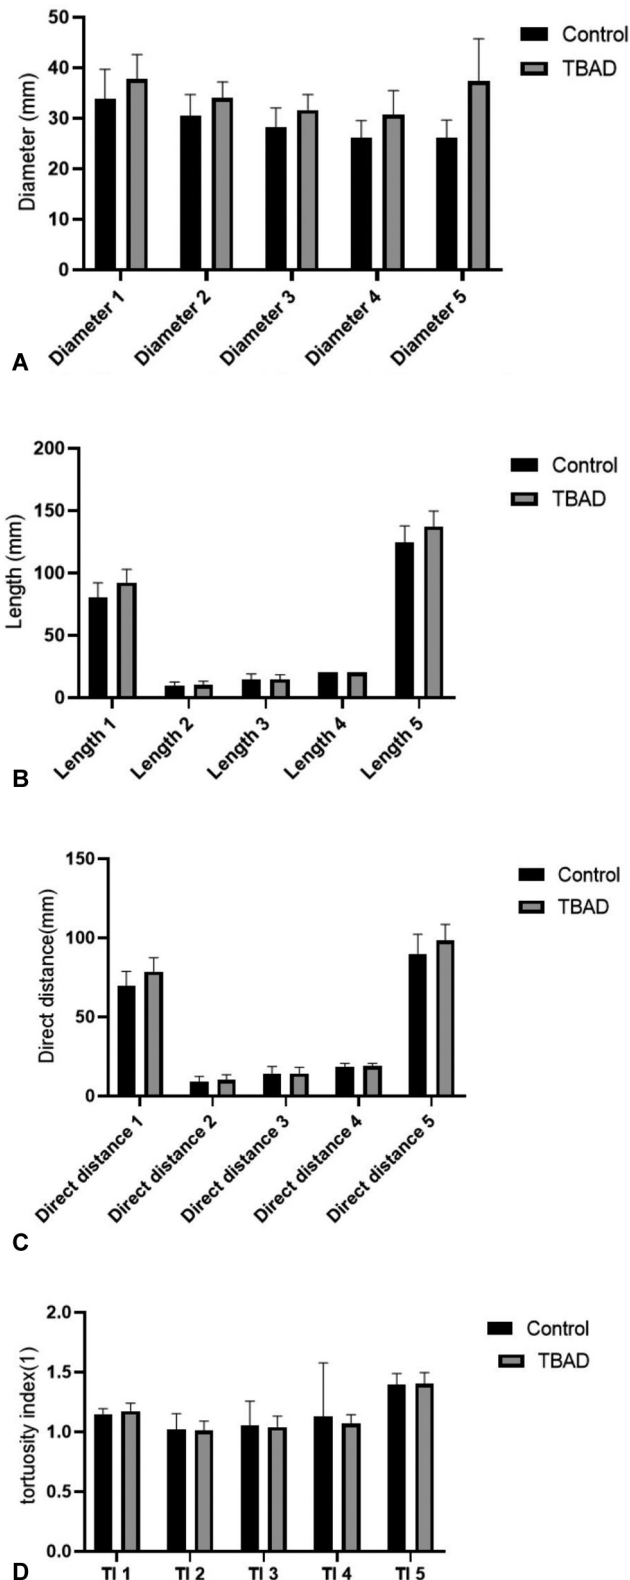 50
40
30
20
10
0
Diameter (mm)
Control
TBAD
Diameter 1
Diameter 2
Diameter 3
Diameter 4
Diameter 5
A
200
150
100
50
0
Length (mm)
Control
TBAD
Length 1
Length 2
Length 3
Length 4
Length 5
B
150
100
50
0
Direct distance(mm)
Control
TBAD
Direct distance 1
Direct distance 2
Direct distance 3
Direct distance 4
Direct distance 5
C
2.0
1.5
1.0
0.5
0.0
tortuosity index(1)
Control
TBAD
TI 1
TI 2
TI 3
TI 4
TI 5
D